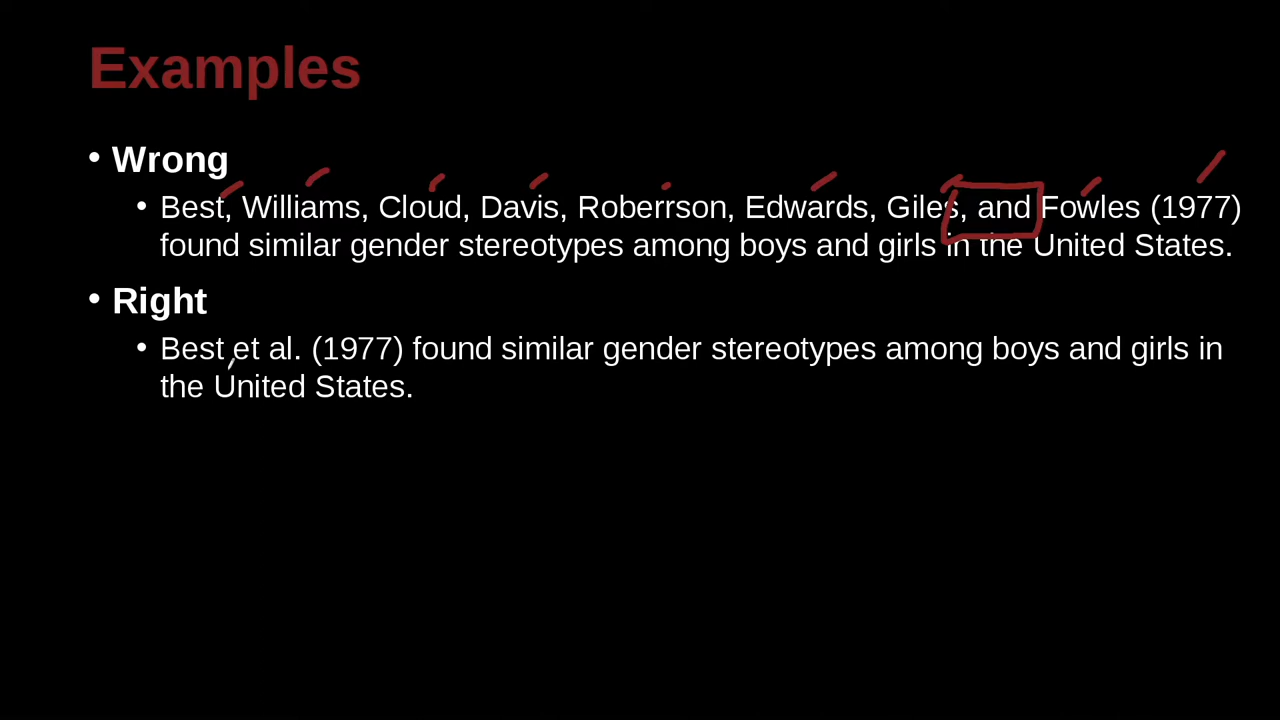 Examples
• Wrong
• Best, Williams, Cloud, Davis, Roberrson, Edwards, Giles, and Fowles (1977)
found similar gender stereotypes among boys and girls in the United States.
• Right
• Best et al. (1977) found similar gender stereotypes among boys and girls in
the United States.